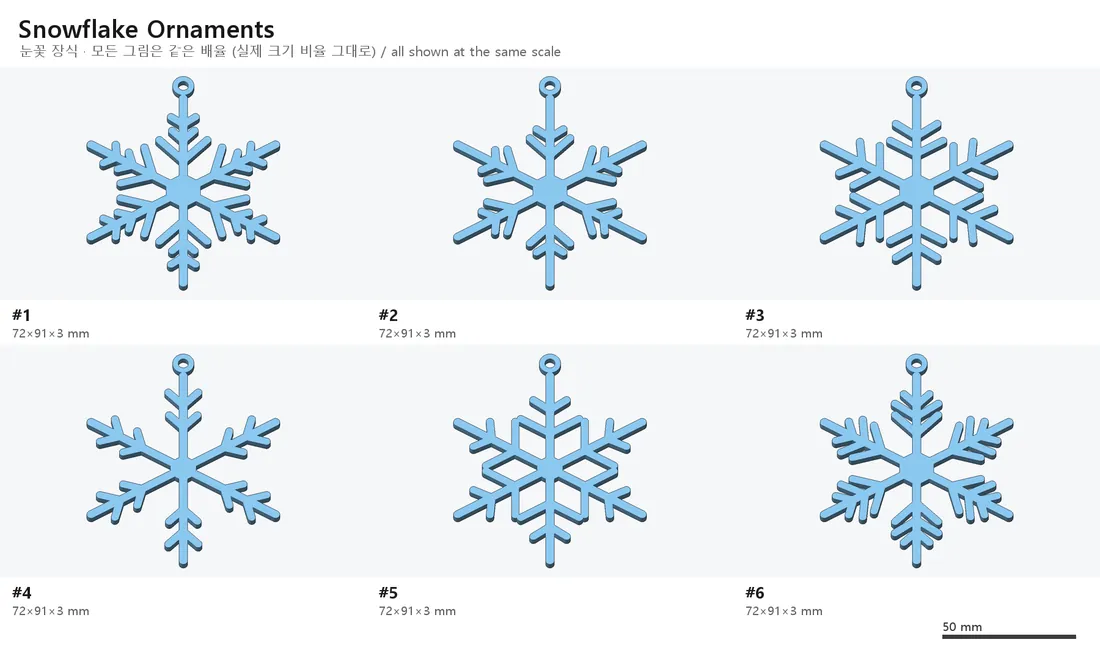 Snowflake Ornaments
눈꽃 장식 · 모든 그림은 같은 배율 (실제 크기 비율 그대로) / all shown at the same scale
#1
72×91×3 mm
#2
72×91×3 mm
#3
72×91×3 mm
#4
72×91×3 mm
#5
72×91×3 mm
#6
72×91×3 mm
50 mm